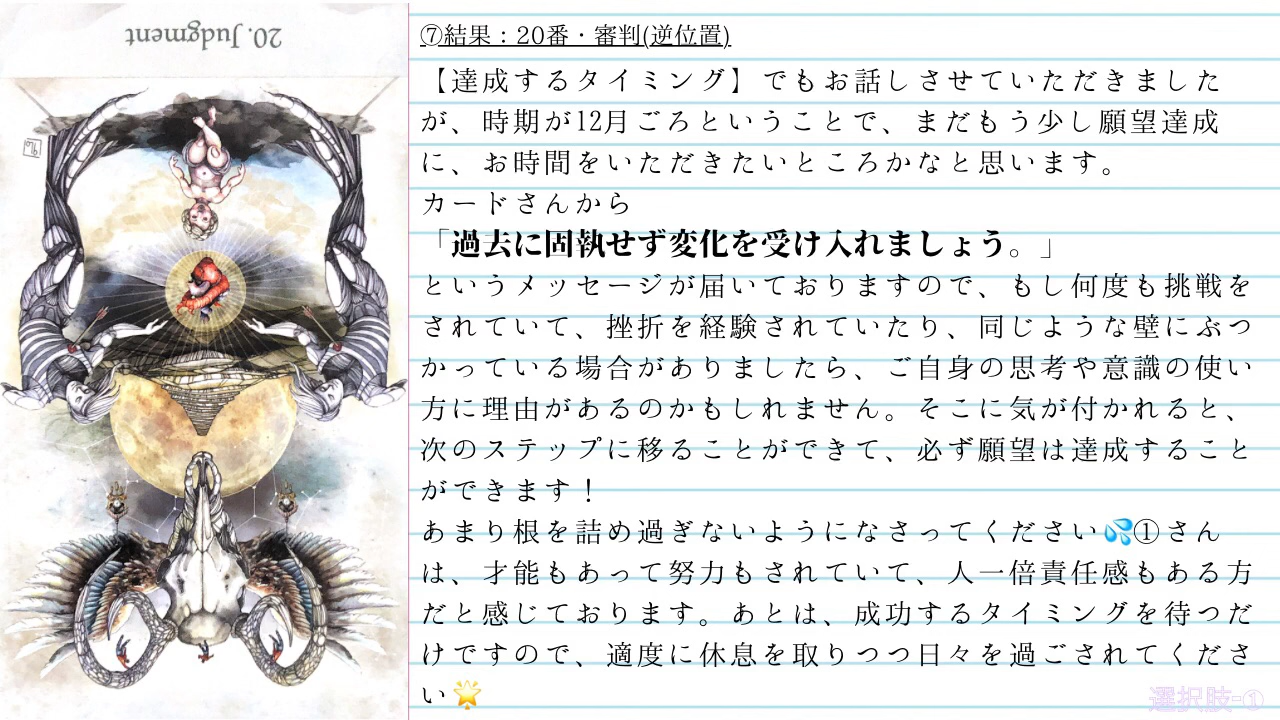 20. Judgment
⑦結果：20番・審判(逆位置)
【達成するタイミング】でもお話しさせていただきました
が、時期が12月ごろということで、まだもう少し願望達成
に、お時間をいただきたいところかなと思います。
カードさんから
「過去に固執せず変化を受け入れましょう。」
というメッセージが届いておりますので、もし何度も挑戦を
されていて、挫折を経験されていたり、同じような壁にぶつ
かっている場合がありましたら、ご自身の思考や意識の使い
方に理由があるのかもしれません。そこに気が付かれると、
次のステップに移ることができて、必ず願望は達成すること
ができます！
あまり根を詰め過ぎないようになさってください💦①さん
は、才能もあって努力もされていて、人一倍責任感もある方
だと感じております。あとは、成功するタイミングを待つだ
けですので、適度に休息を取りつつ日々を過ごされてくださ
い🌟
選択肢-①